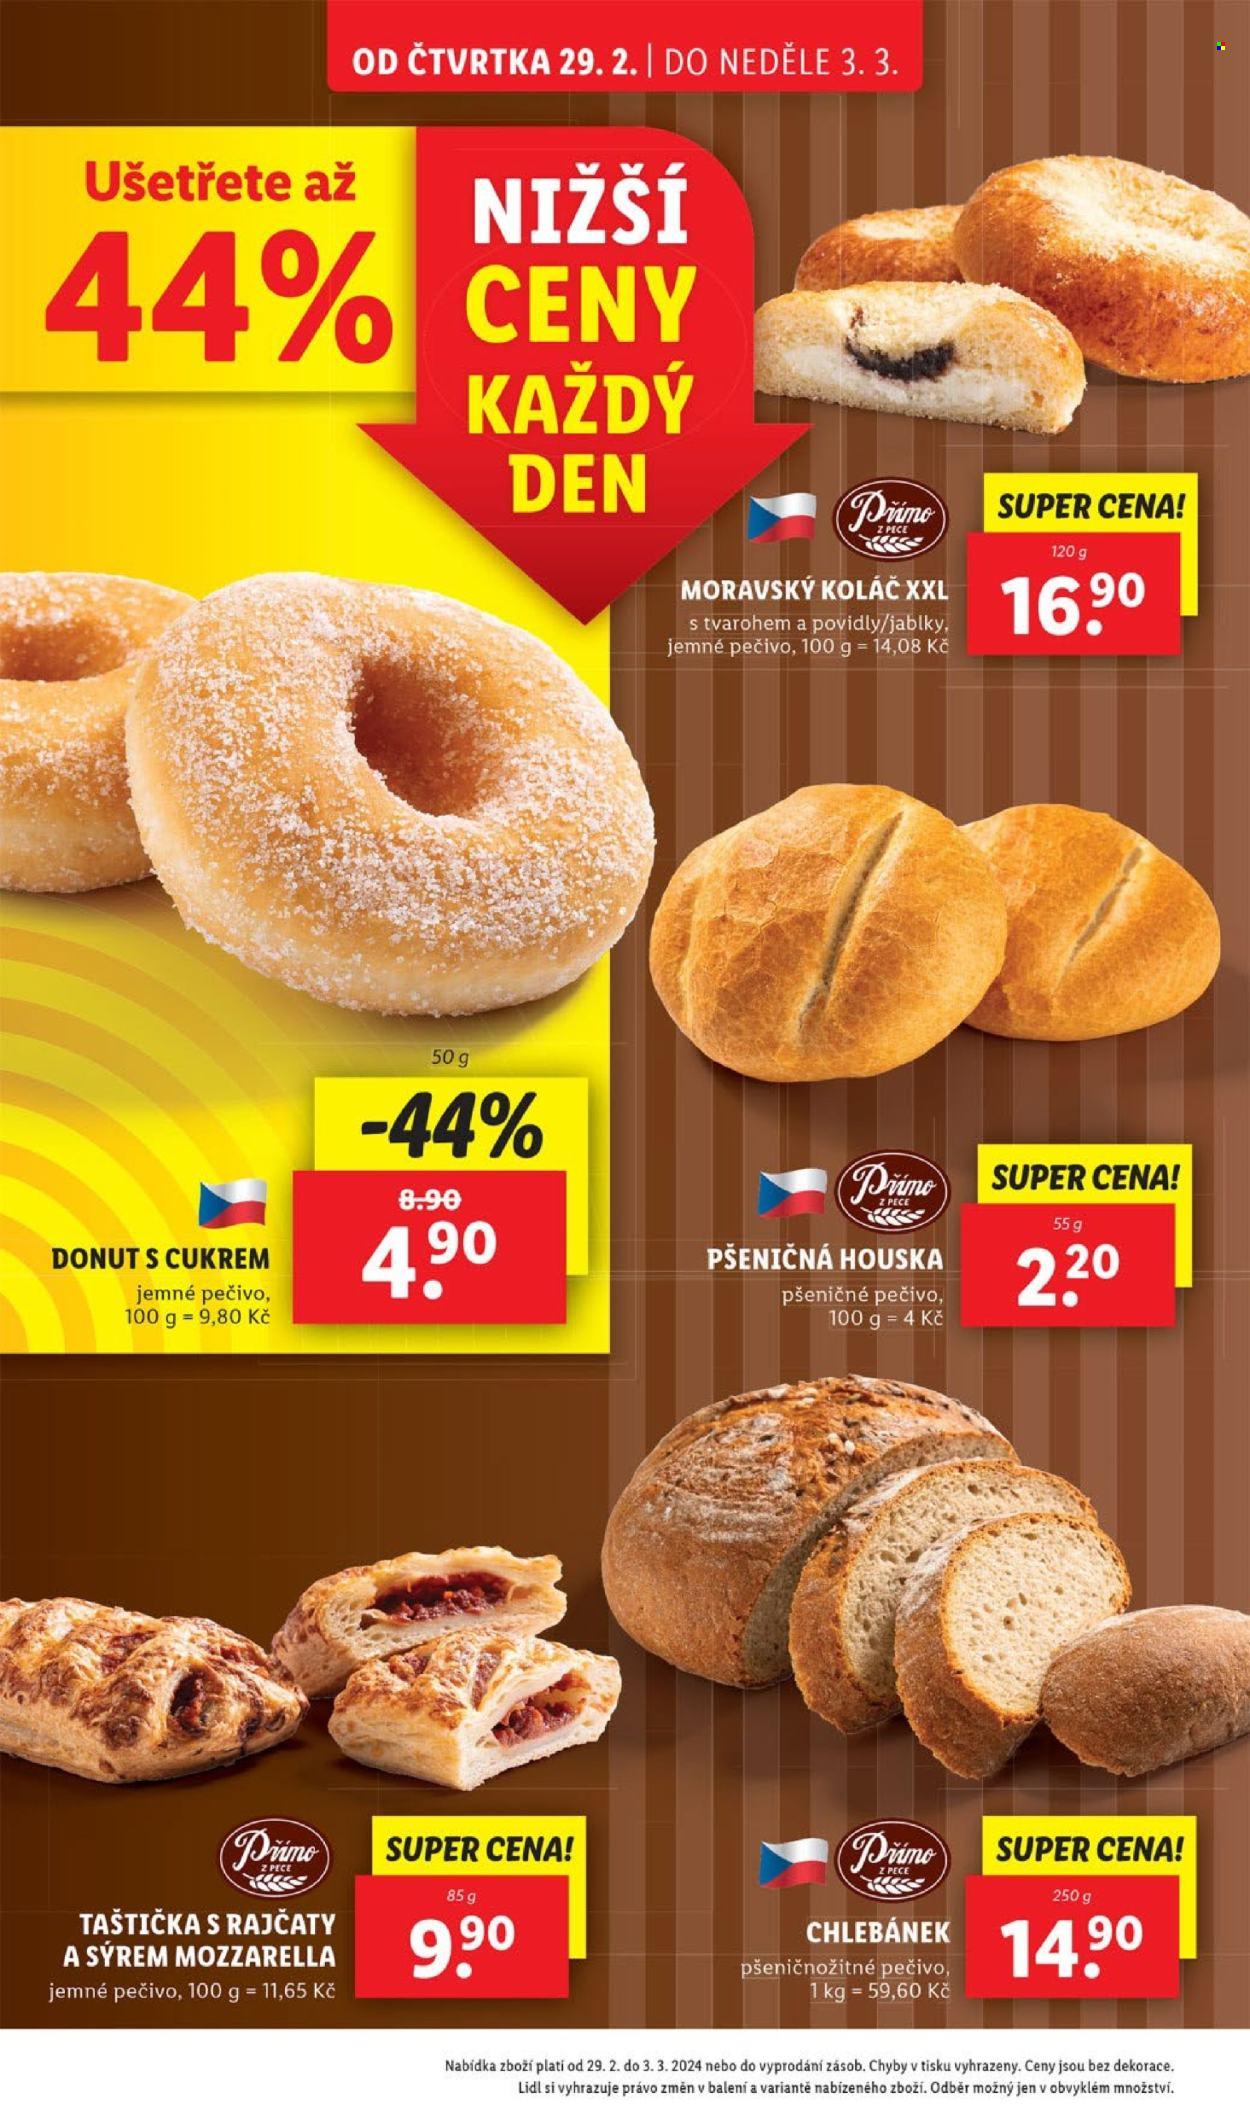 OD ČTVRTKA 29. 2. | DO NEDĚLE 3. 3.
Ušetřete až
44%
NIŽŠÍ
CENY
KAŽDÝ
DEN
Přímo
Z PECE
SUPER CENA!
MORAVSKÝ KOLÁČ XXL
s tvarohem a povidly/jablky,
jemné pečivo, 100 g = 14,08 Kč
120 g
16.90
50 g
-44%
8.90
4.90
DONUT S CUKREM
jemné pečivo,
100 g = 9,80 Kč
Přímo
Z PECE
SUPER CENA!
PŠENIČNÁ HOUSKA
pšeničné pečivo,
100 g = 4 Kč
55 g
2.20
Přímo
Z PECE
SUPER CENA!
TAŠTIČKA S RAJČATY
A SÝREM MOZZARELLA
jemné pečivo, 100 g = 11,65 Kč
85 g
9.90
Přímo
Z PECE
SUPER CENA!
CHLEBÁNEK
pšeničnožitné pečivo,
1 kg = 59,60 Kč
250 g
14.90
Nabídka zboží platí od 29. 2. do 3. 3. 2024 nebo do vyprodání zásob. Chyby v tisku vyhrazeny. Ceny jsou bez dekorace.
Lidl si vyhrazuje právo změn v balení a variantě nabízeného zboží. Odběr možný jen v obvyklém množství.